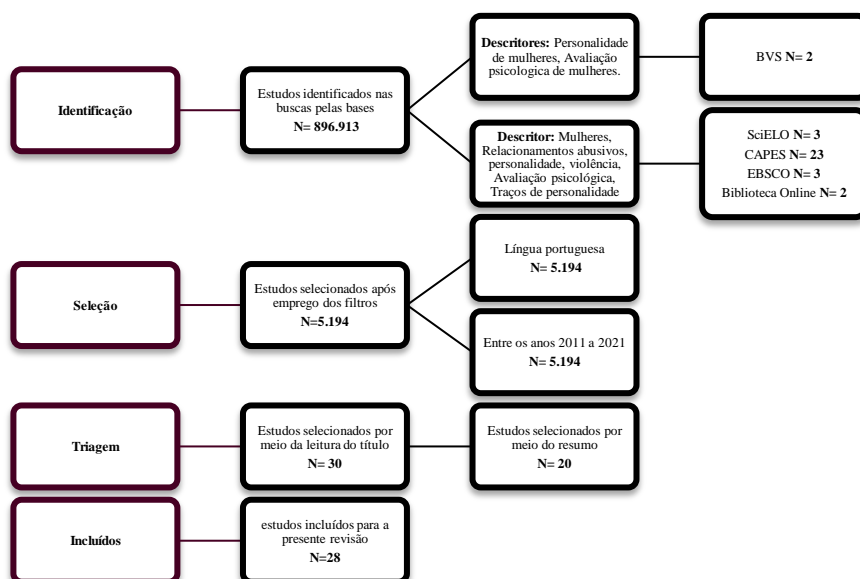 Identificação
Estudos identificados nas
buscas pelas bases
N= 896.913
Descritores: Personalidade
de mulheres, Avaliação
psicologica de mulheres.
BVS N= 2
Descritor: Mulheres,
Relacionamentos abusivos,
personalidade, violência,
Avaliação psicológica,
Traços de personalidade
SciELO N= 3
CAPES N= 23
EBSCO N= 3
Biblioteca Online N= 2
Seleção
Estudos selecionados após
emprego dos filtros
N=5.194
Língua portuguesa
N= 5.194
Entre os anos 2011 a 2021
N= 5.194
Triagem
Estudos selecionados por
meio da leitura do título
N= 30
Estudos selecionados por
meio do resumo
N= 20
Incluídos
estudos incluídos para a
presente revisão
N=28